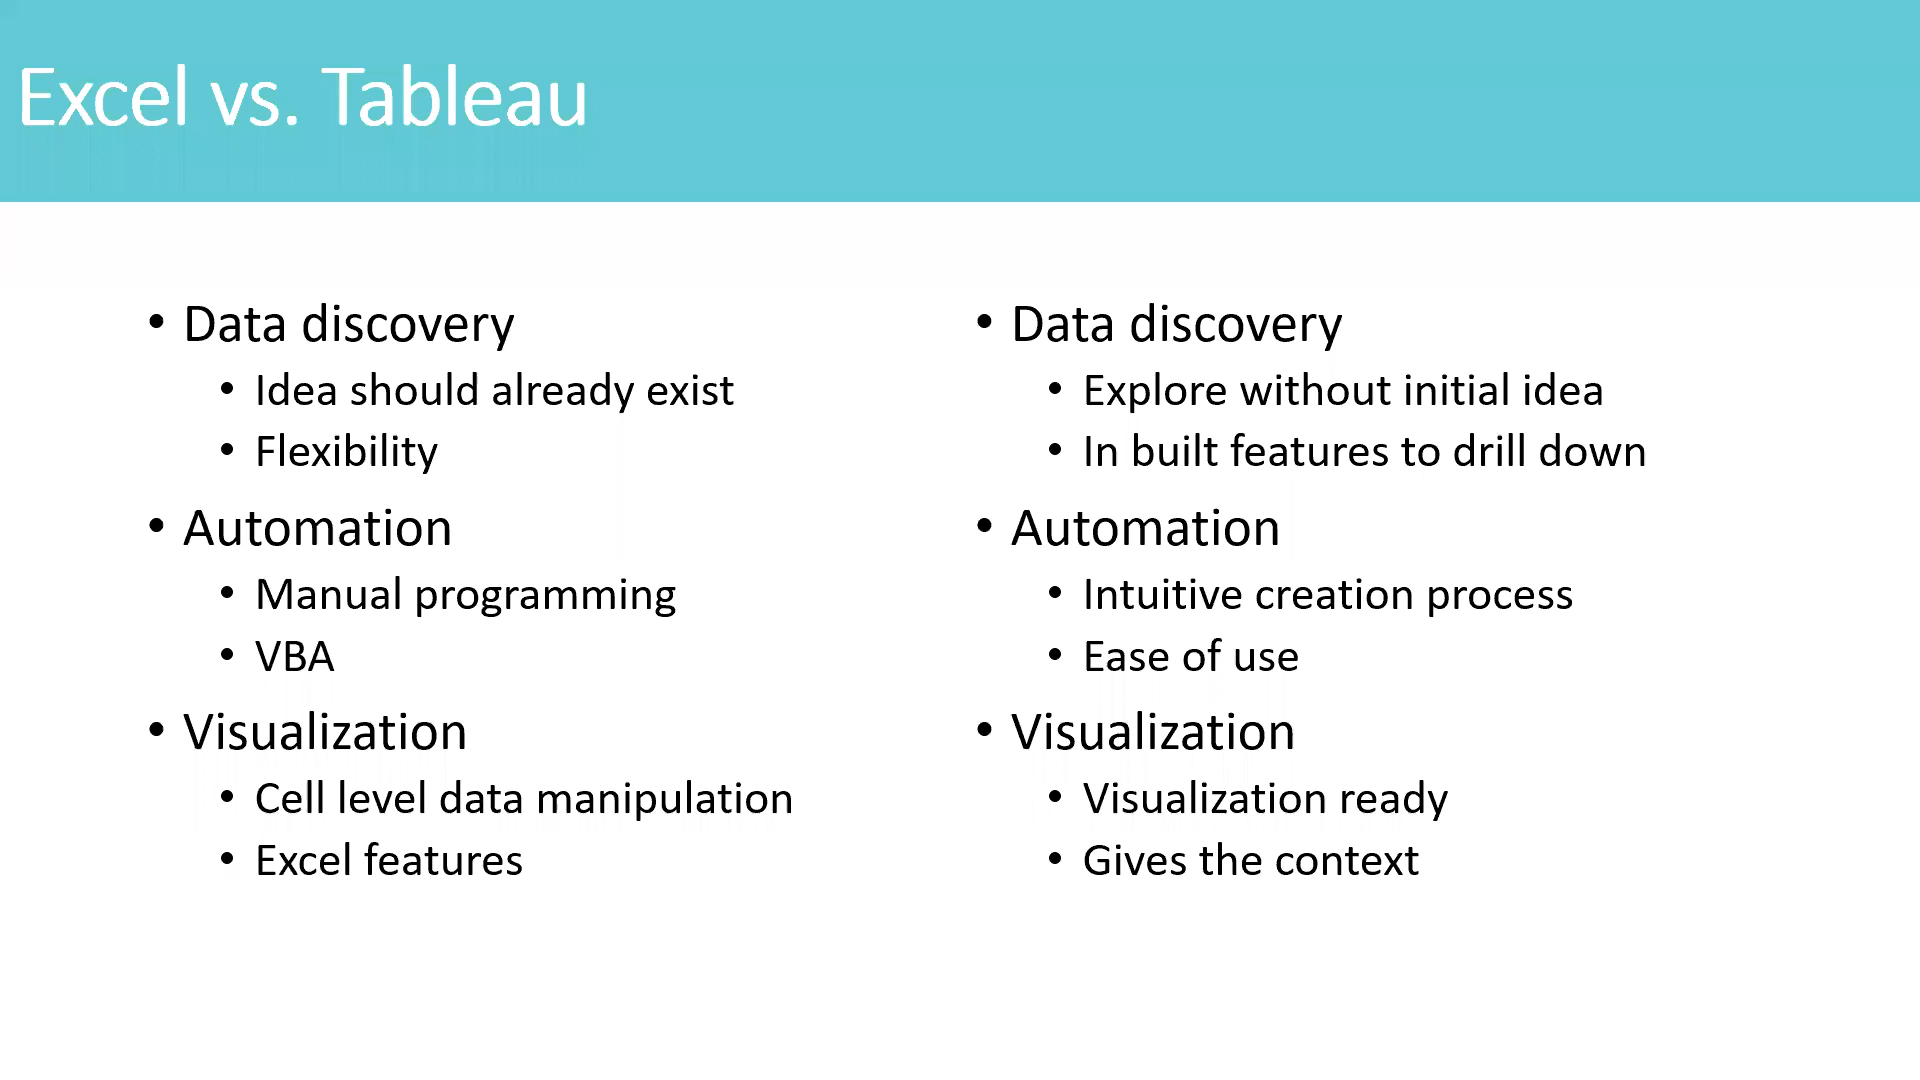 Excel vs. Tableau
• Data discovery
• Idea should already exist
• Flexibility
• Automation
• Manual programming
• VBA
• Visualization
• Cell level data manipulation
• Excel features
• Data discovery
• Explore without initial idea
• In built features to drill down
• Automation
• Intuitive creation process
• Ease of use
• Visualization
• Visualization ready
• Gives the context